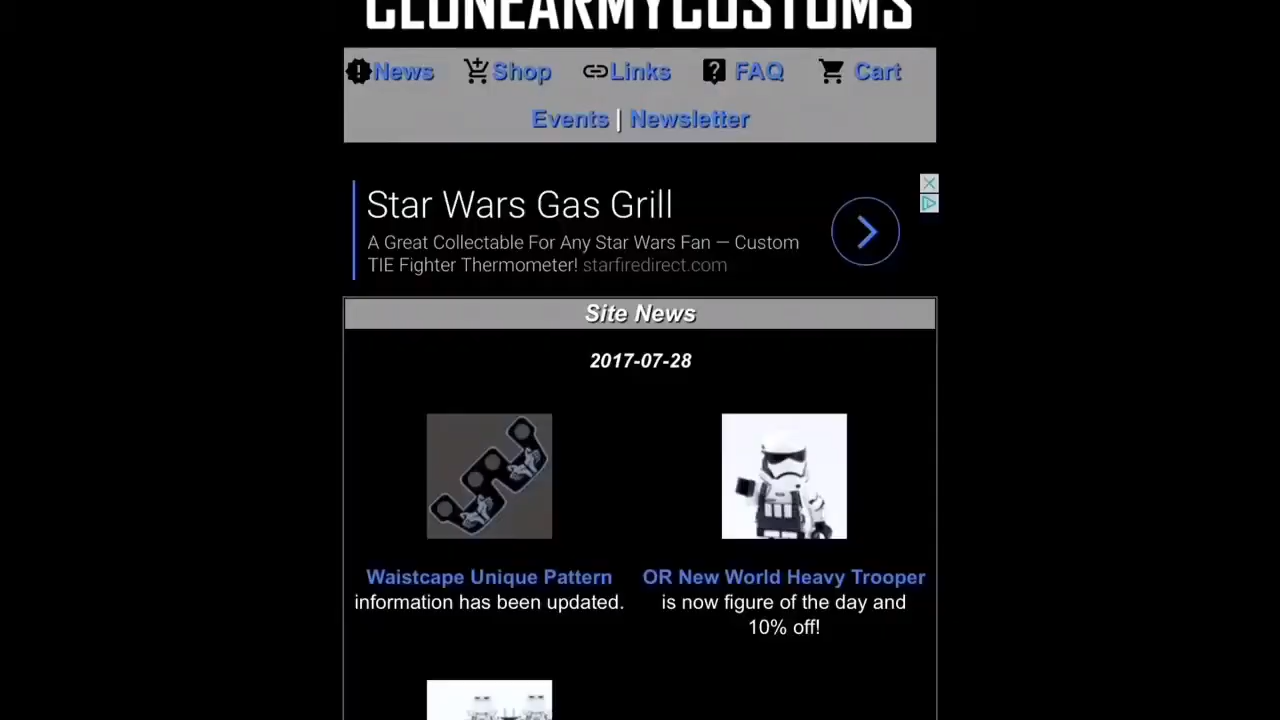 CLONEARMYCUSTOMS
News Shop Links FAQ Cart
Events | Newsletter
Star Wars Gas Grill
A Great Collectable For Any Star Wars Fan — Custom
TIE Fighter Thermometer! starfiredirect.com
Site News
2017-07-28
Waistcape Unique Pattern
information has been updated.
OR New World Heavy Trooper
is now figure of the day and
10% off!